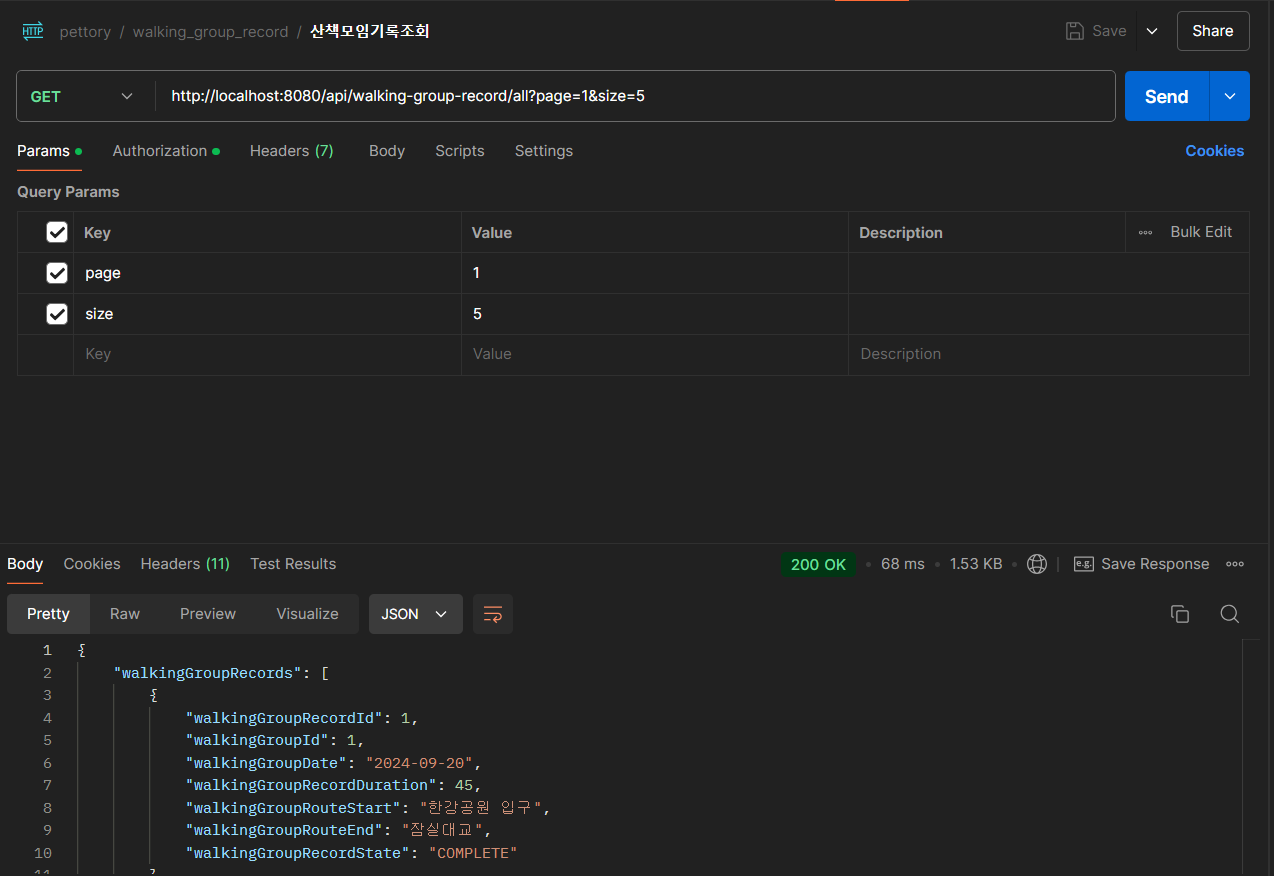 HTTP pettory / walking_group_record / 산책모임기록조회 Save Share
GET http://localhost:8080/api/walking-group-record/all?page=1&size=5 Send
Params Authorization Headers (7) Body Scripts Settings Cookies
Query Params
Key Value Description Bulk Edit
page 1
size 5
Key Value Description
Body Cookies Headers (11) Test Results 200 OK 68 ms 1.53 KB e.g. Save Response
Pretty Raw Preview Visualize JSON
1 {
2 "walkingGroupRecords": [
3 {
4 "walkingGroupRecordId": 1,
5 "walkingGroupId": 1,
6 "walkingGroupDate": "2024-09-20",
7 "walkingGroupRecordDuration": 45,
8 "walkingGroupRouteStart": "한강공원 입구",
9 "walkingGroupRouteEnd": "잠실대교",
10 "walkingGroupRecordState": "COMPLETE"
11 }